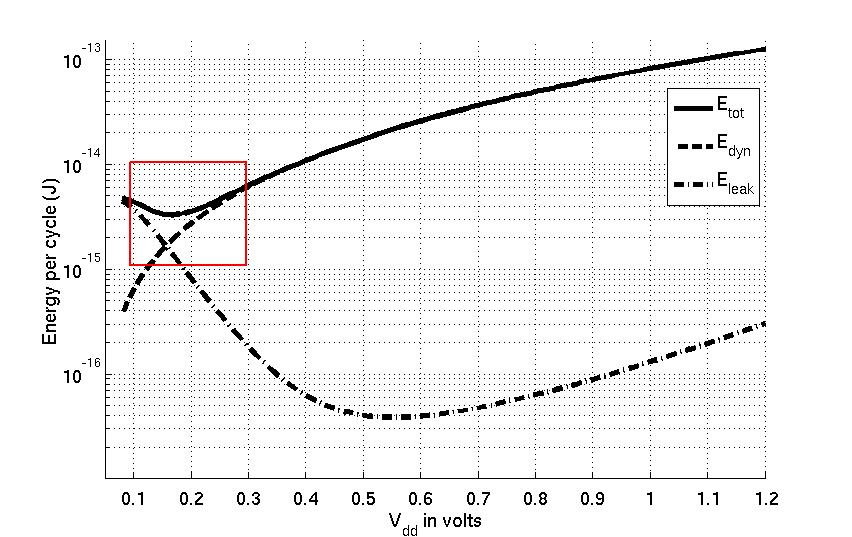 10^-13
10^-14
10^-15
10^-16
Energy per cycle (J)
E_tot
E_dyn
E_leak
0.1 0.2 0.3 0.4 0.5 0.6 0.7 0.8 0.9 1 1.1 1.2
V_dd in volts